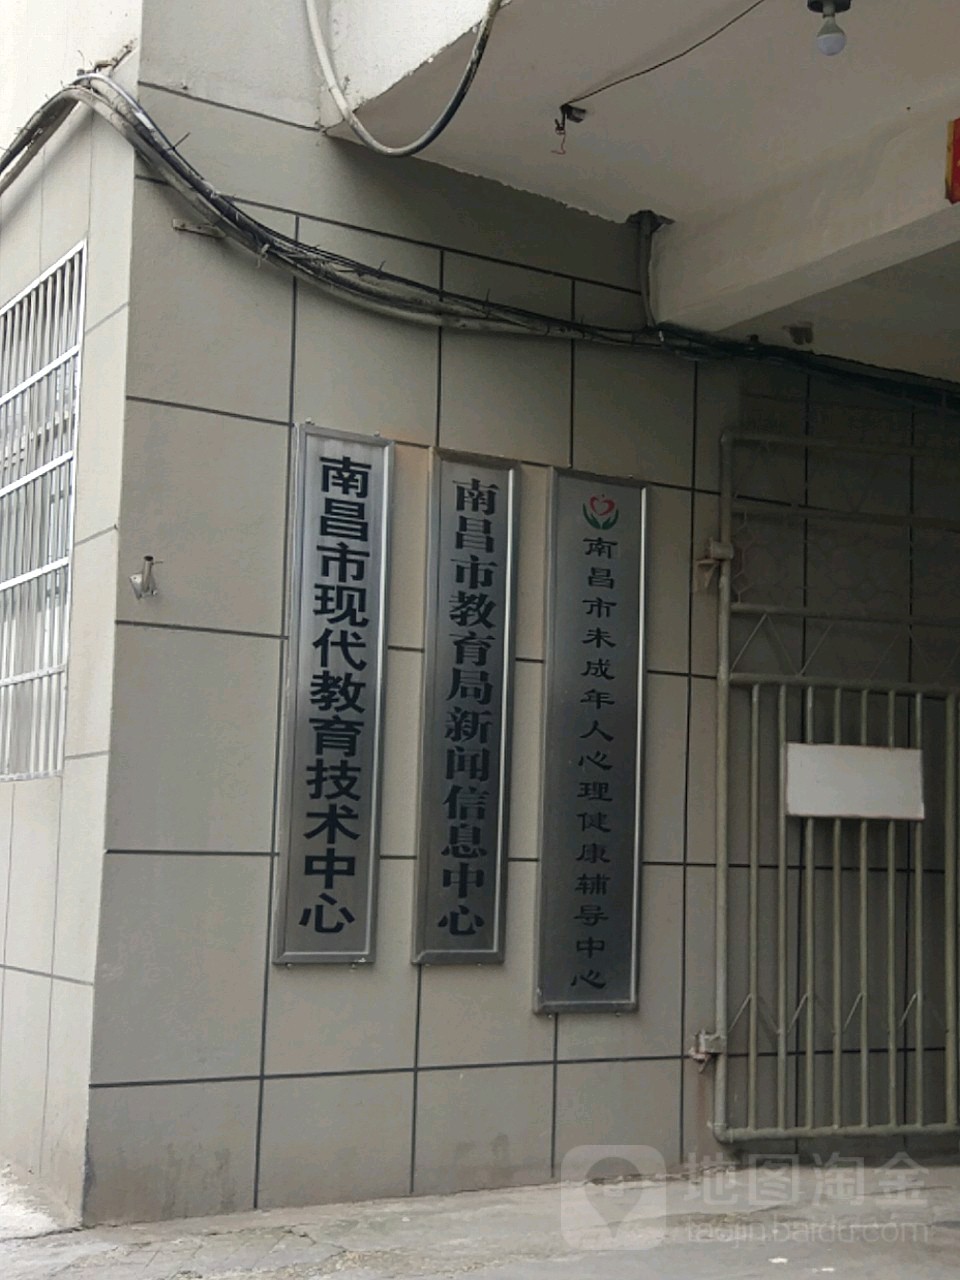 南昌市现代教育技术中心
南昌市教育局新闻信息中心
南昌市未成年人心理健康辅导中心
地图淘金
taojin.baidu.com